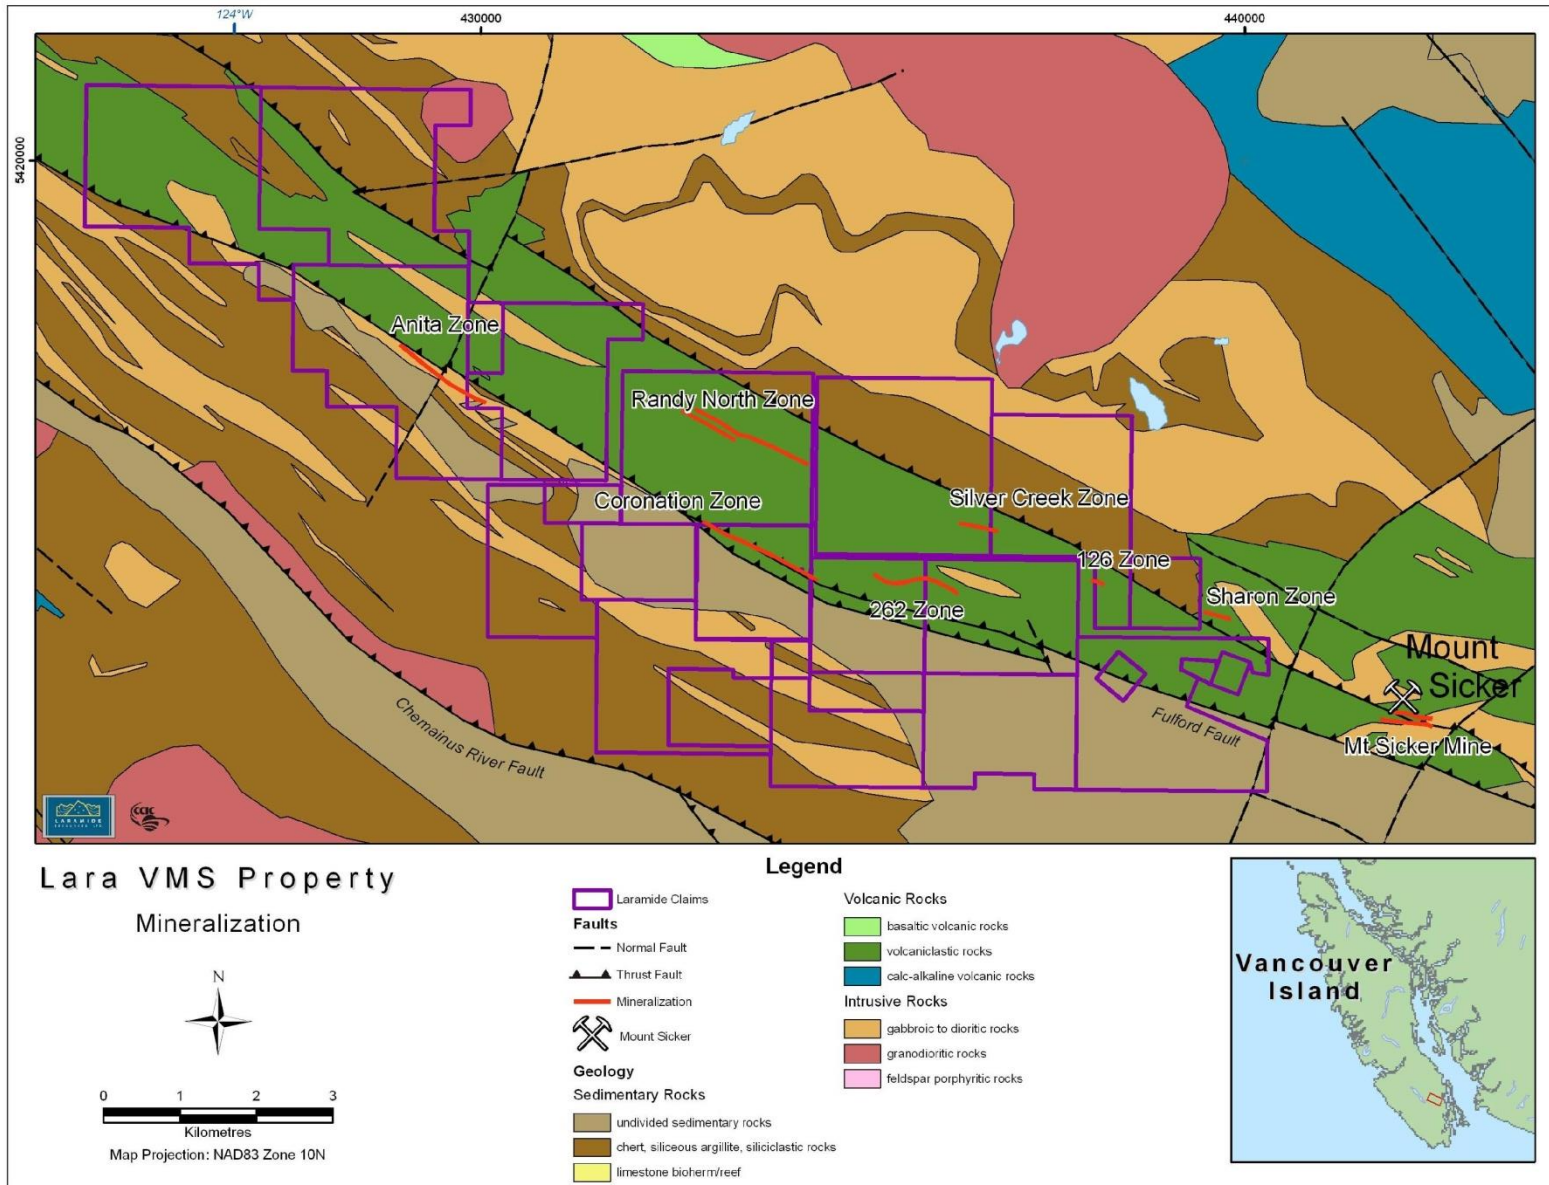 124°W
430000
440000
5420000
Anita Zone
Randy North Zone
Coronation Zone
Silver Creek Zone
126 Zone
262 Zone
Sharon Zone
Mount
Sicker
Mt Sicker Mine
Fulford Fault
Chemainus River Fault
LARAMIDE
Lara VMS Property
Mineralization
N
0 1 2 3
Kilometres
Map Projection: NAD83 Zone 10N
Legend
Laramide Claims
Faults
Normal Fault
Thrust Fault
Mineralization
Mount Sicker
Geology
Sedimentary Rocks
undivided sedimentary rocks
chert, siliceous argillite, siliciclastic rocks
limestone bioherm/reef
Volcanic Rocks
basaltic volcanic rocks
volcaniclastic rocks
calc-alkaline volcanic rocks
Intrusive Rocks
gabbroic to dioritic rocks
granodioritic rocks
feldspar porphyritic rocks
Vancouver
Island